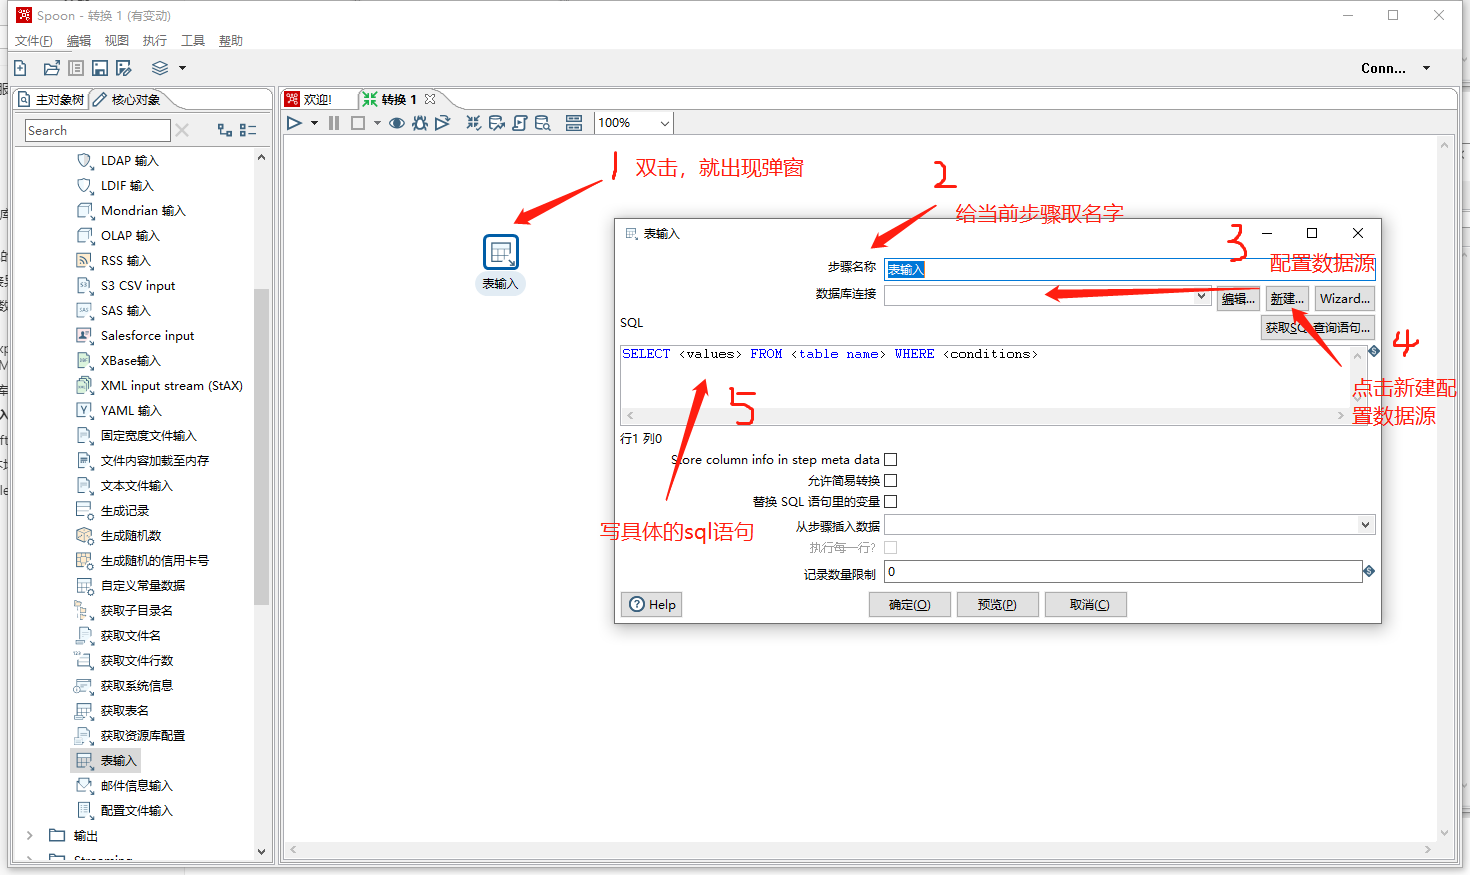 Spoon - 转换 1 (有变动)
文件(F) 编辑 视图 执行 工具 帮助
Conn...
主对象树 核心对象
欢迎! 转换 1
100%
Search
LDAP 输入
LDIF 输入
Mondrian 输入
OLAP 输入
RSS 输入
S3 CSV input
SAS 输入
Salesforce input
XBase输入
XML input stream (StAX)
YAML 输入
固定宽度文件输入
文件内容加载至内存
文本文件输入
生成记录
生成随机数
生成随机的信用卡号
自定义常量数据
获取子目录名
获取文件名
获取文件行数
获取系统信息
获取表名
获取资源库配置
表输入
邮件信息输入
配置文件输入
输出
Streaming
1 双击，就出现弹窗
表输入
2
给当前步骤取名字
表输入
3
配置数据源
步骤名称 表输入
数据库连接 编辑... 新建... Wizard...
SQL 获取SQL查询语句...
SELECT <values> FROM <table name> WHERE <conditions>
4
点击新建配
置数据源
5
行1 列0
Store column info in step meta data
允许简易转换
替换 SQL 语句里的变量
写具体的sql语句
从步骤插入数据
执行每一行?
记录数量限制 0
Help 确定(O) 预览(P) 取消(C)